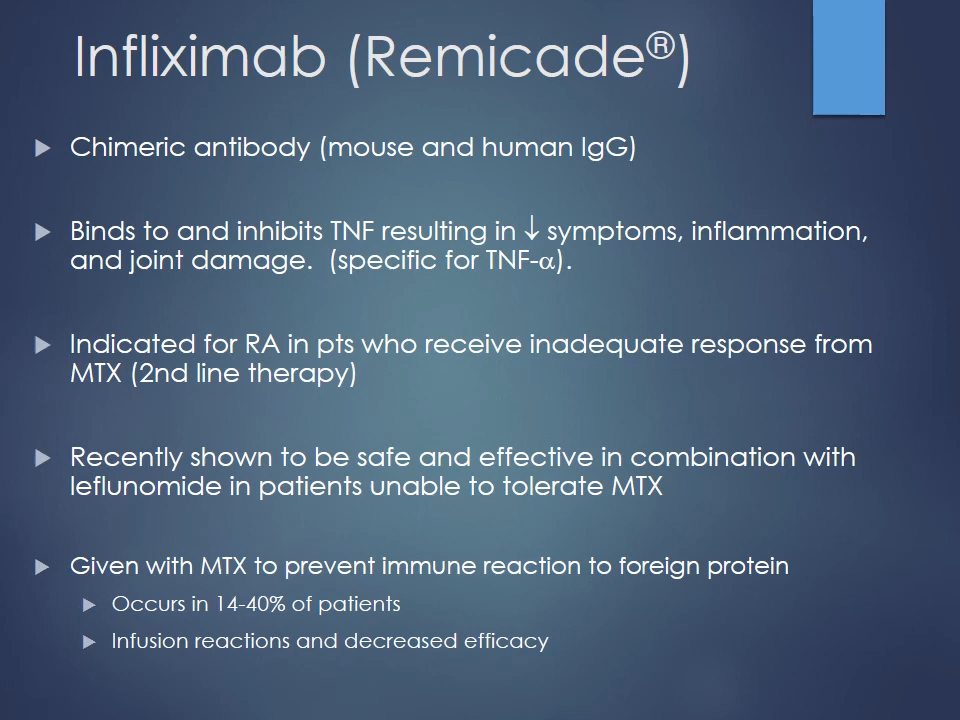 Infliximab (Remicade®)
Chimeric antibody (mouse and human IgG)
Binds to and inhibits TNF resulting in ↓ symptoms, inflammation,
and joint damage.  (specific for TNF-α).
Indicated for RA in pts who receive inadequate response from
MTX (2nd line therapy)
Recently shown to be safe and effective in combination with
leflunomide in patients unable to tolerate MTX
Given with MTX to prevent immune reaction to foreign protein
Occurs in 14-40% of patients
Infusion reactions and decreased efficacy